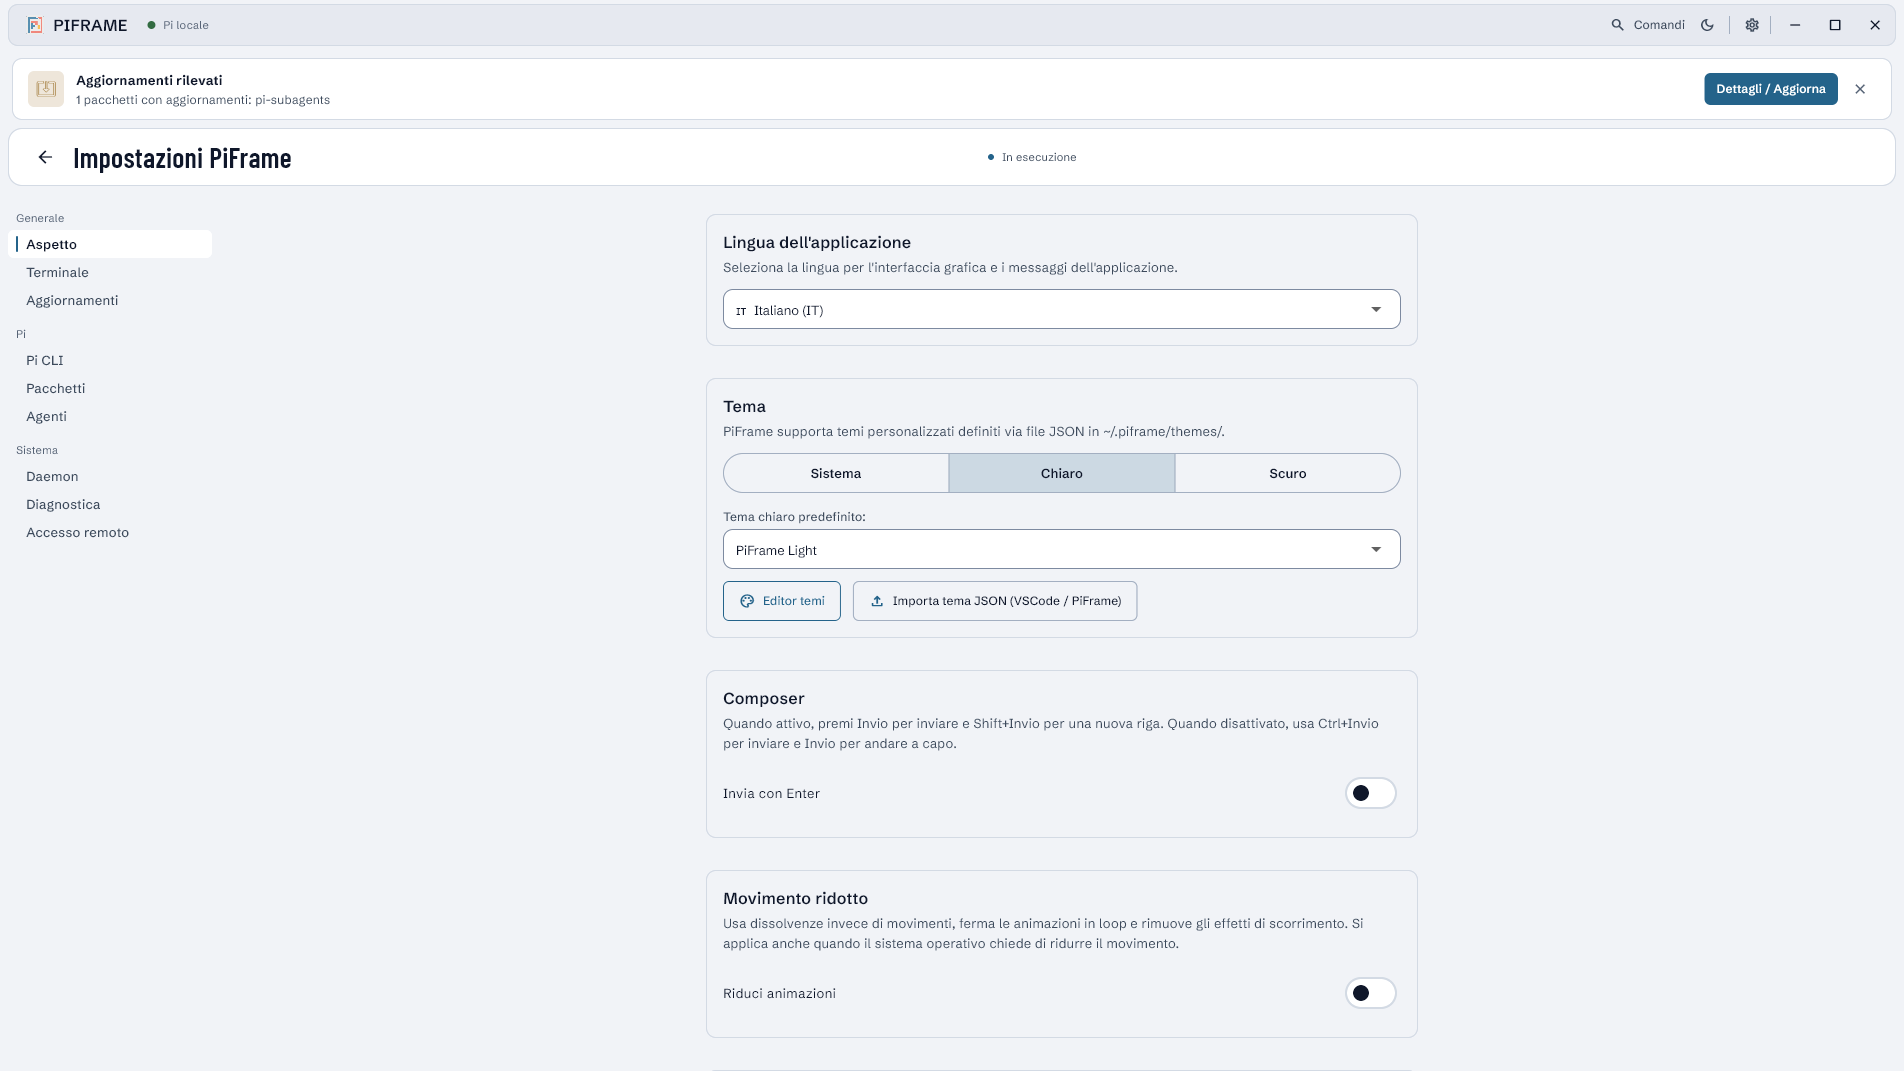 PIFRAME
Pi locale
Comandi
Aggiornamenti rilevati
1 pacchetti con aggiornamenti: pi-subagents
Dettagli / Aggiorna
Impostazioni PiFrame
In esecuzione
Generale
Aspetto
Terminale
Aggiornamenti
Pi
Pi CLI
Pacchetti
Agenti
Sistema
Daemon
Diagnostica
Accesso remoto
Lingua dell'applicazione
Seleziona la lingua per l'interfaccia grafica e i messaggi dell'applicazione.
IT Italiano (IT)
Tema
PiFrame supporta temi personalizzati definiti via file JSON in ~/.piframe/themes/.
Sistema
Chiaro
Scuro
Tema chiaro predefinito:
PiFrame Light
Editor temi
Importa tema JSON (VSCode / PiFrame)
Composer
Quando attivo, premi Invio per inviare e Shift+Invio per una nuova riga. Quando disattivato, usa Ctrl+Invio
per inviare e Invio per andare a capo.
Invia con Enter
Movimento ridotto
Usa dissolvenze invece di movimenti, ferma le animazioni in loop e rimuove gli effetti di scorrimento. Si
applica anche quando il sistema operativo chiede di ridurre il movimento.
Riduci animazioni